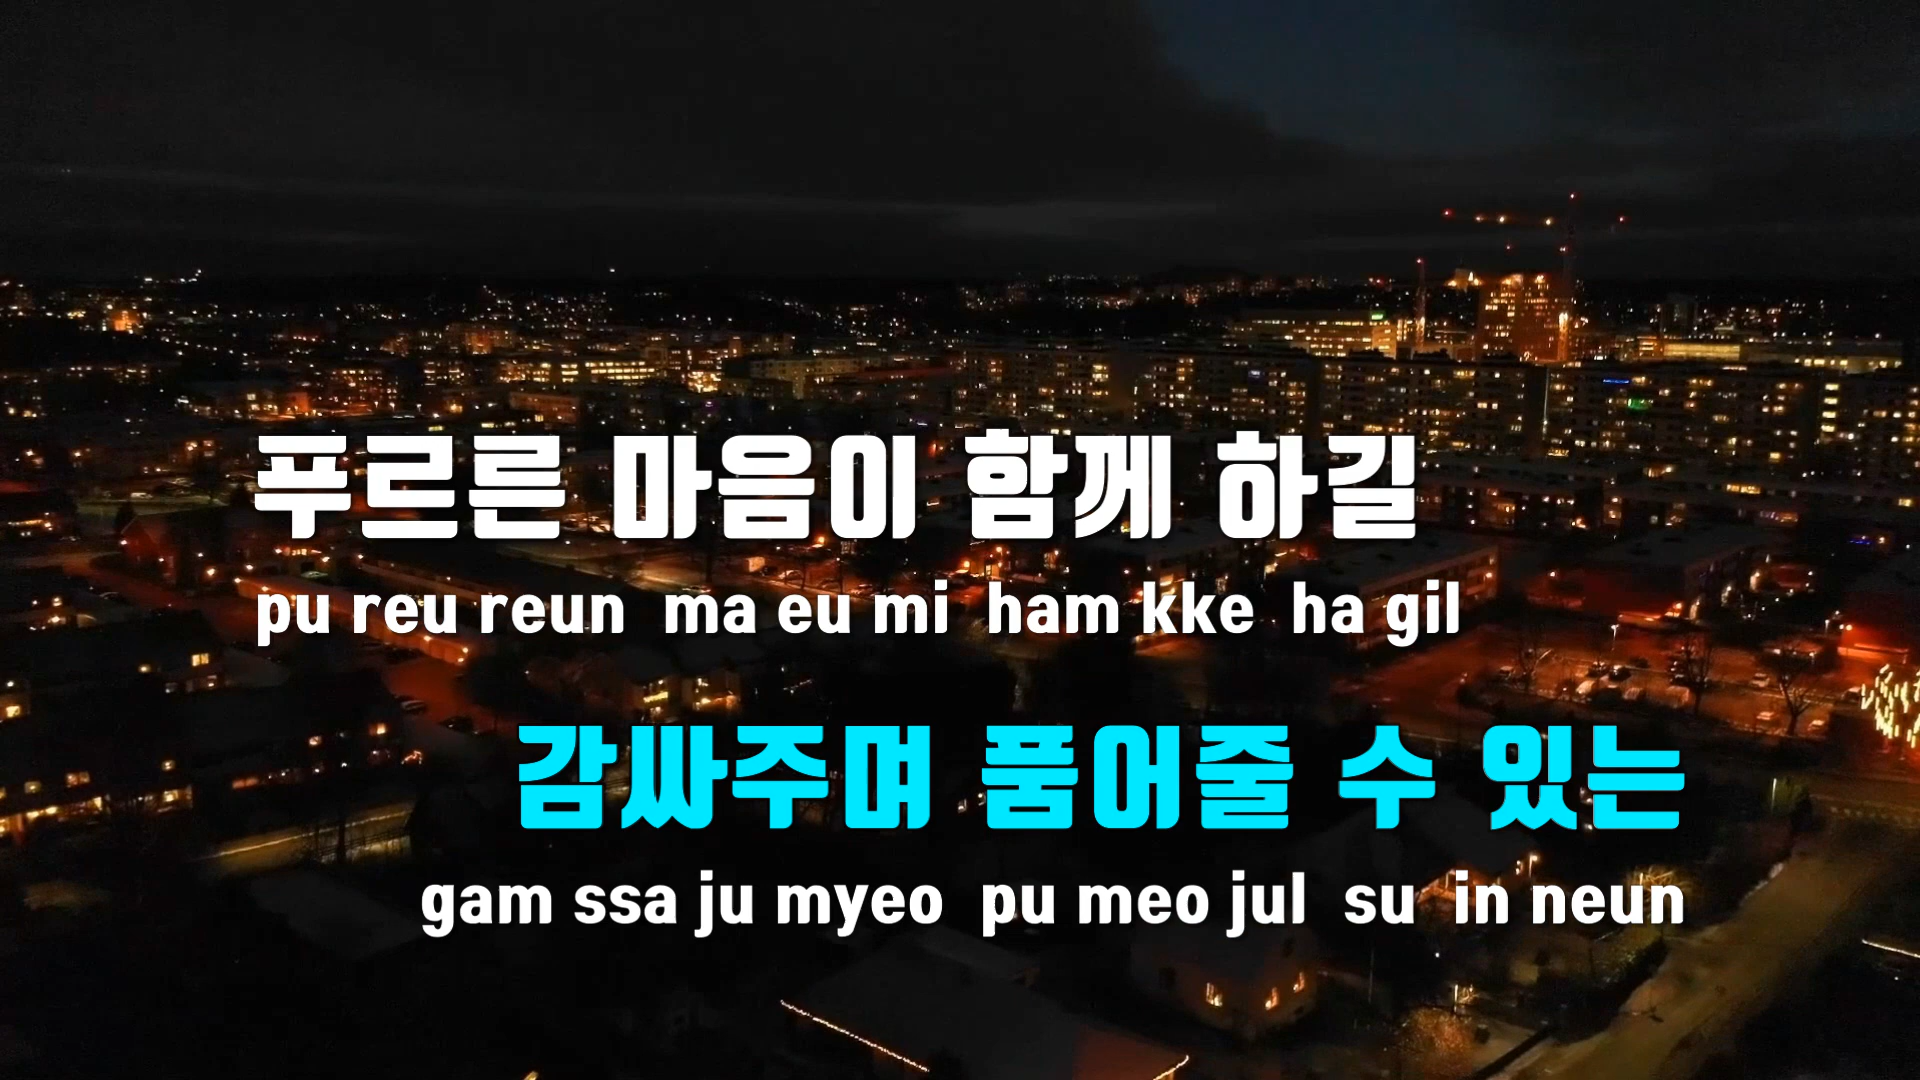 푸르른 마음이 함께 하길
pu reu reun ma eu mi ham kke ha gil
감싸주며 품어줄 수 있는
gam ssa ju myeo pu meo jul su in neun